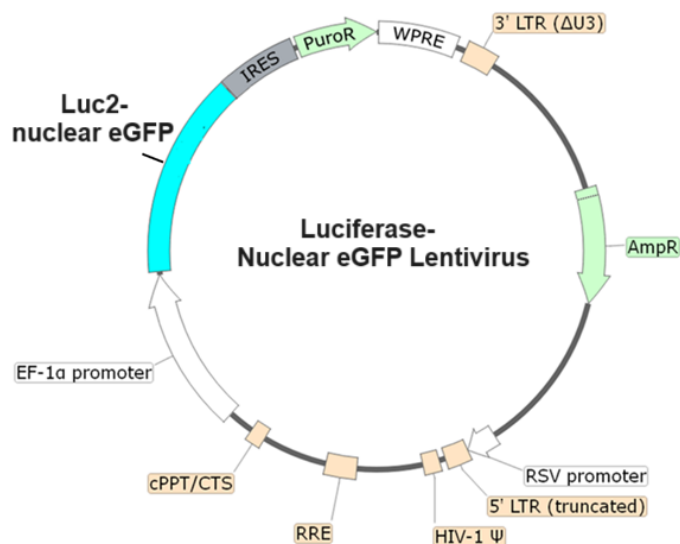 3' LTR (ΔU3)
WPRE
PuroR
IRES
Luc2-
nuclear eGFP
Luciferase-
Nuclear eGFP Lentivirus
AmpR
EF-1α promoter
RSV promoter
cPPT/CTS
5' LTR (truncated)
RRE
HIV-1 Ψ